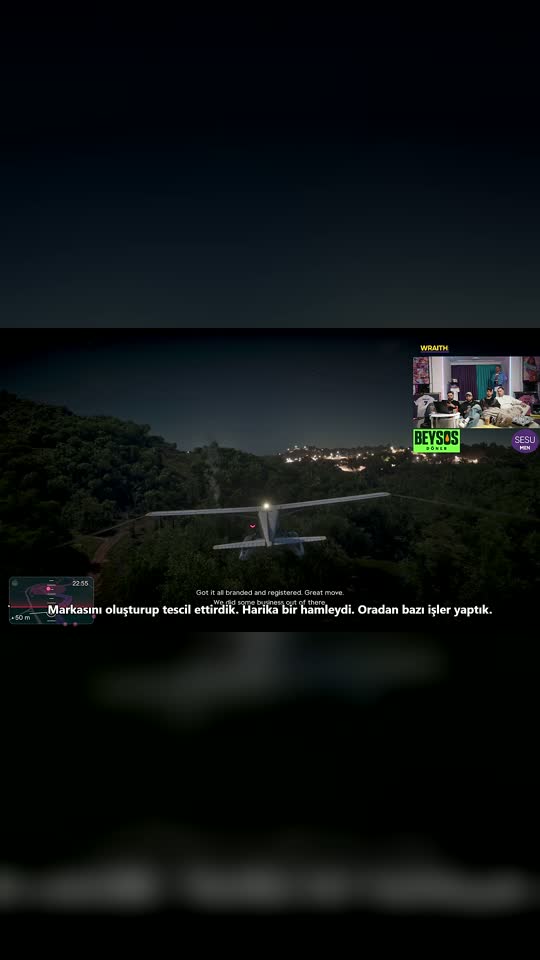 WRAITH
BEYSOS
DÖNER
SESU
MEN
22:55
50 m
Got it all branded and registered. Great move.
We did some business out of there.
Markasını oluşturup tescil ettirdik. Harika bir hamleydi. Oradan bazı işler yaptık.